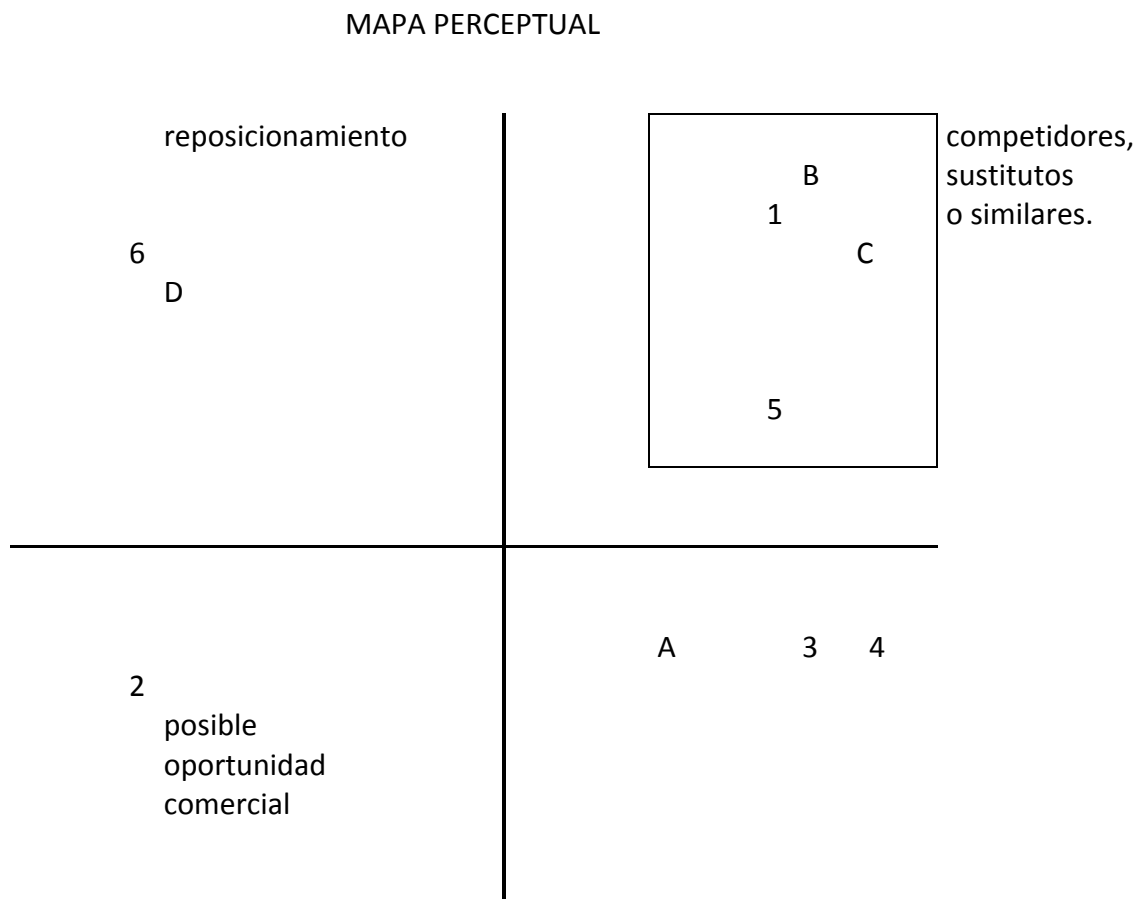 MAPA PERCEPTUAL
reposicionamiento
competidores,
B
sustitutos
1
o similares.
6
C
D
5
A
3
4
2
posible
oportunidad
comercial